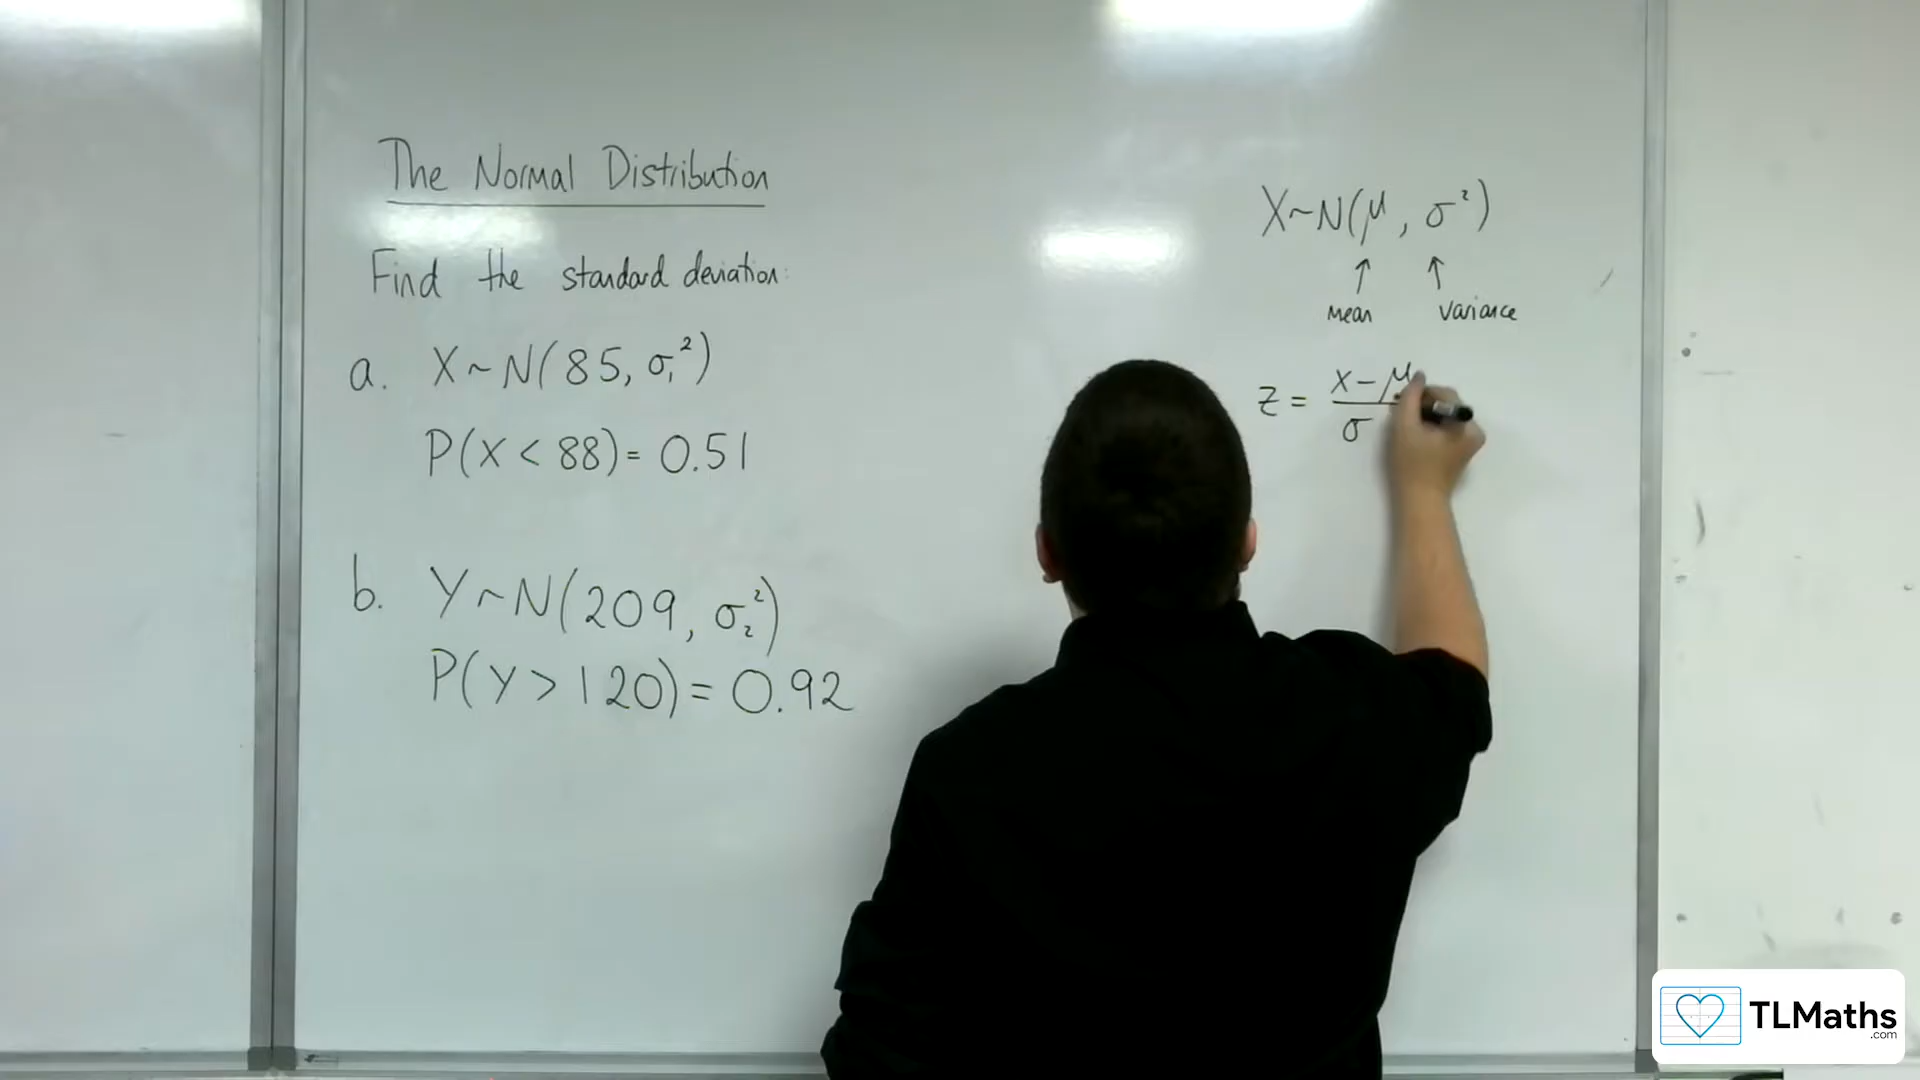 The Normal Distribution
Find the standard deviation:
a. X~N(85, σ₁²)
P(X < 88) = 0.51
b. Y~N(209, σ₂²)
P(Y > 120) = 0.92
X~N(μ, σ²)
↑ ↑
mean variance
z = x-μ
σ
TLMaths
.com